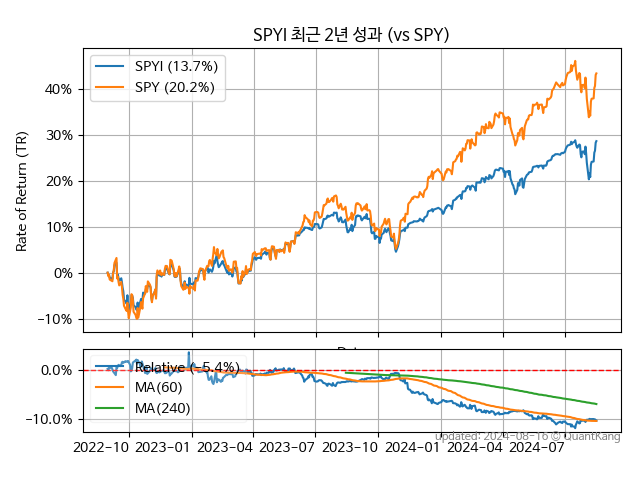 SPYI 최근 2년 성과 (vs SPY)
SPYI (13.7%)
SPY (20.2%)
Rate of Return (TR)
40%
30%
20%
10%
0%
−10%
Relative (−5.4%)
MA(60)
MA(240)
0.0%
−10.0%
2022−10 2023−01 2023−04 2023−07 2023−10 2024−01 2024−04 2024−07
Updated: 2024−08−16 © QuantKang